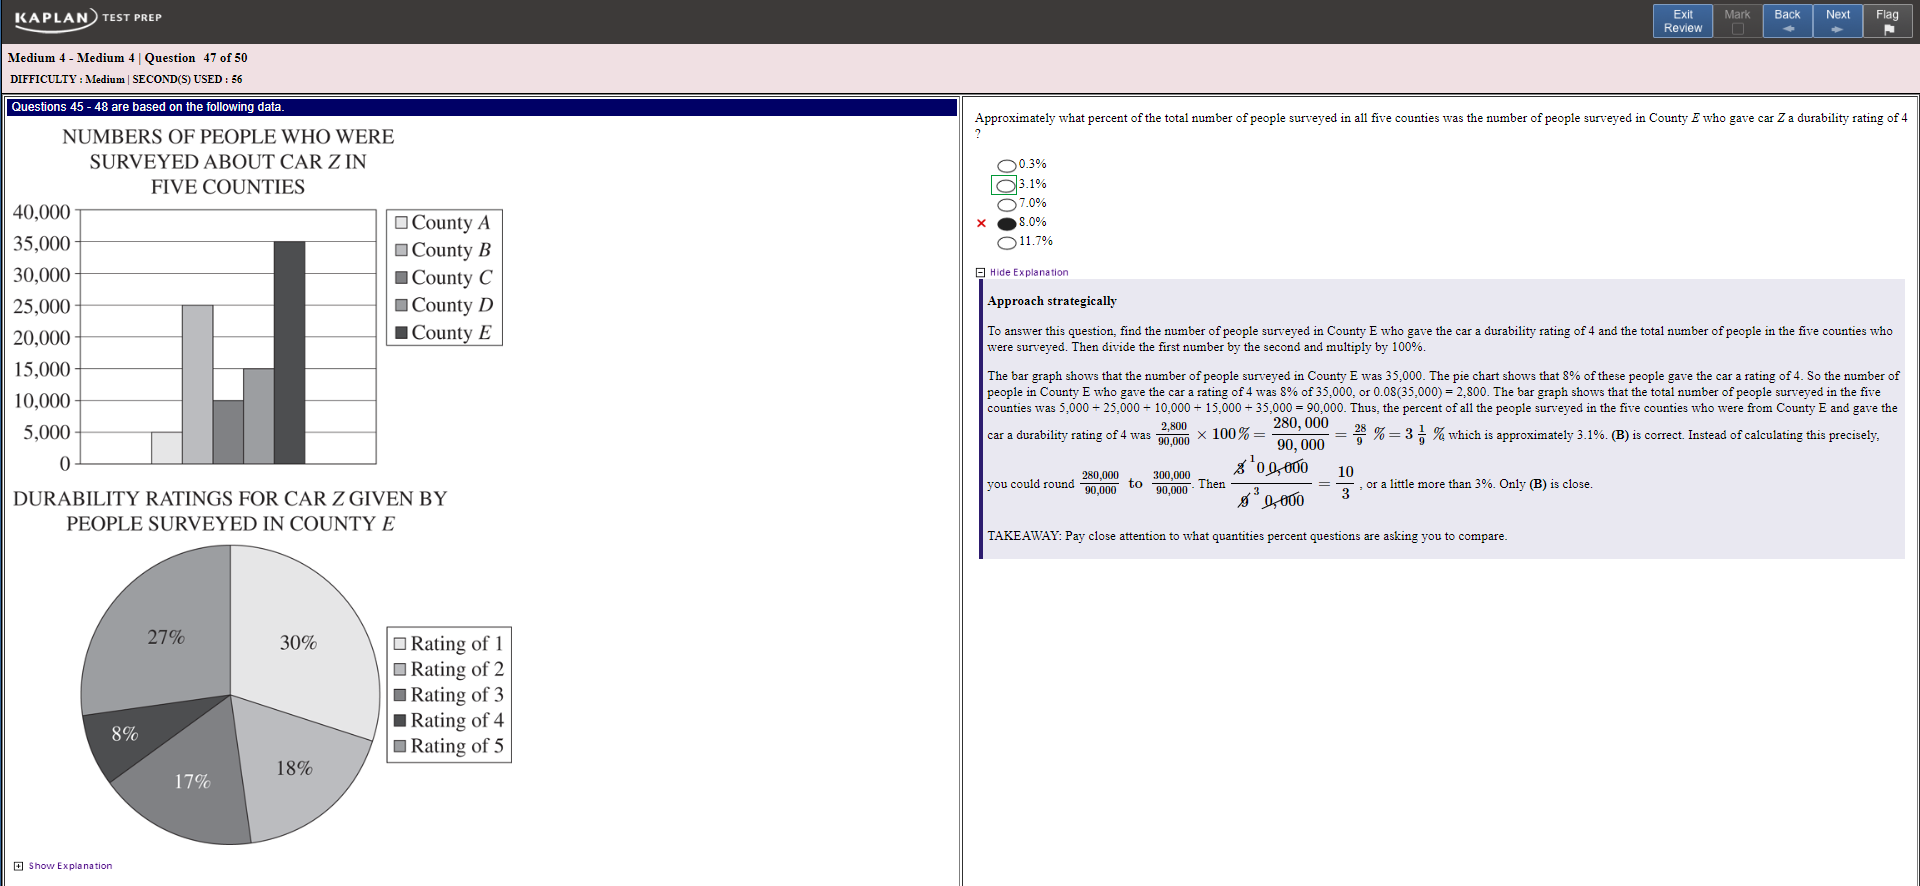 KAPLAN TEST PREP
Exit Review
Mark
Back
Next
Flag
Medium 4 - Medium 4 | Question 47 of 50
DIFFICULTY : Medium | SECOND(S) USED : 56
Questions 45 - 48 are based on the following data.
NUMBERS OF PEOPLE WHO WERE
SURVEYED ABOUT CAR Z IN
FIVE COUNTIES
40,000
35,000
30,000
25,000
20,000
15,000
10,000
5,000
0
County A
County B
County C
County D
County E
DURABILITY RATINGS FOR CAR Z GIVEN BY
PEOPLE SURVEYED IN COUNTY E
27%
30%
8%
17%
18%
Rating of 1
Rating of 2
Rating of 3
Rating of 4
Rating of 5
Show Explanation
Approximately what percent of the total number of people surveyed in all five counties was the number of people surveyed in County E who gave car Z a durability rating of 4
?
0.3%
3.1%
7.0%
8.0%
11.7%
Hide Explanation
Approach strategically
To answer this question, find the number of people surveyed in County E who gave the car a durability rating of 4 and the total number of people in the five counties who
were surveyed. Then divide the first number by the second and multiply by 100%.
The bar graph shows that the number of people surveyed in County E was 35,000. The pie chart shows that 8% of these people gave the car a rating of 4. So the number of
people in County E who gave the car a rating of 4 was 8% of 35,000, or 0.08(35,000) = 2,800. The bar graph shows that the total number of people surveyed in the five
counties was 5,000 + 25,000 + 10,000 + 15,000 + 35,000 = 90,000. Thus, the percent of all the people surveyed in the five counties who were from County E and gave the
car a durability rating of 4 was 2,800/90,000 × 100% = 280,000/90,000 = 28/9 % = 3 1/9 % which is approximately 3.1%. (B) is correct. Instead of calculating this precisely,
you could round 280,000/90,000 to 300,000/90,000. Then 3 1 0 0,000 / 9 3 0,000 = 10/3, or a little more than 3%. Only (B) is close.
TAKEAWAY: Pay close attention to what quantities percent questions are asking you to compare.